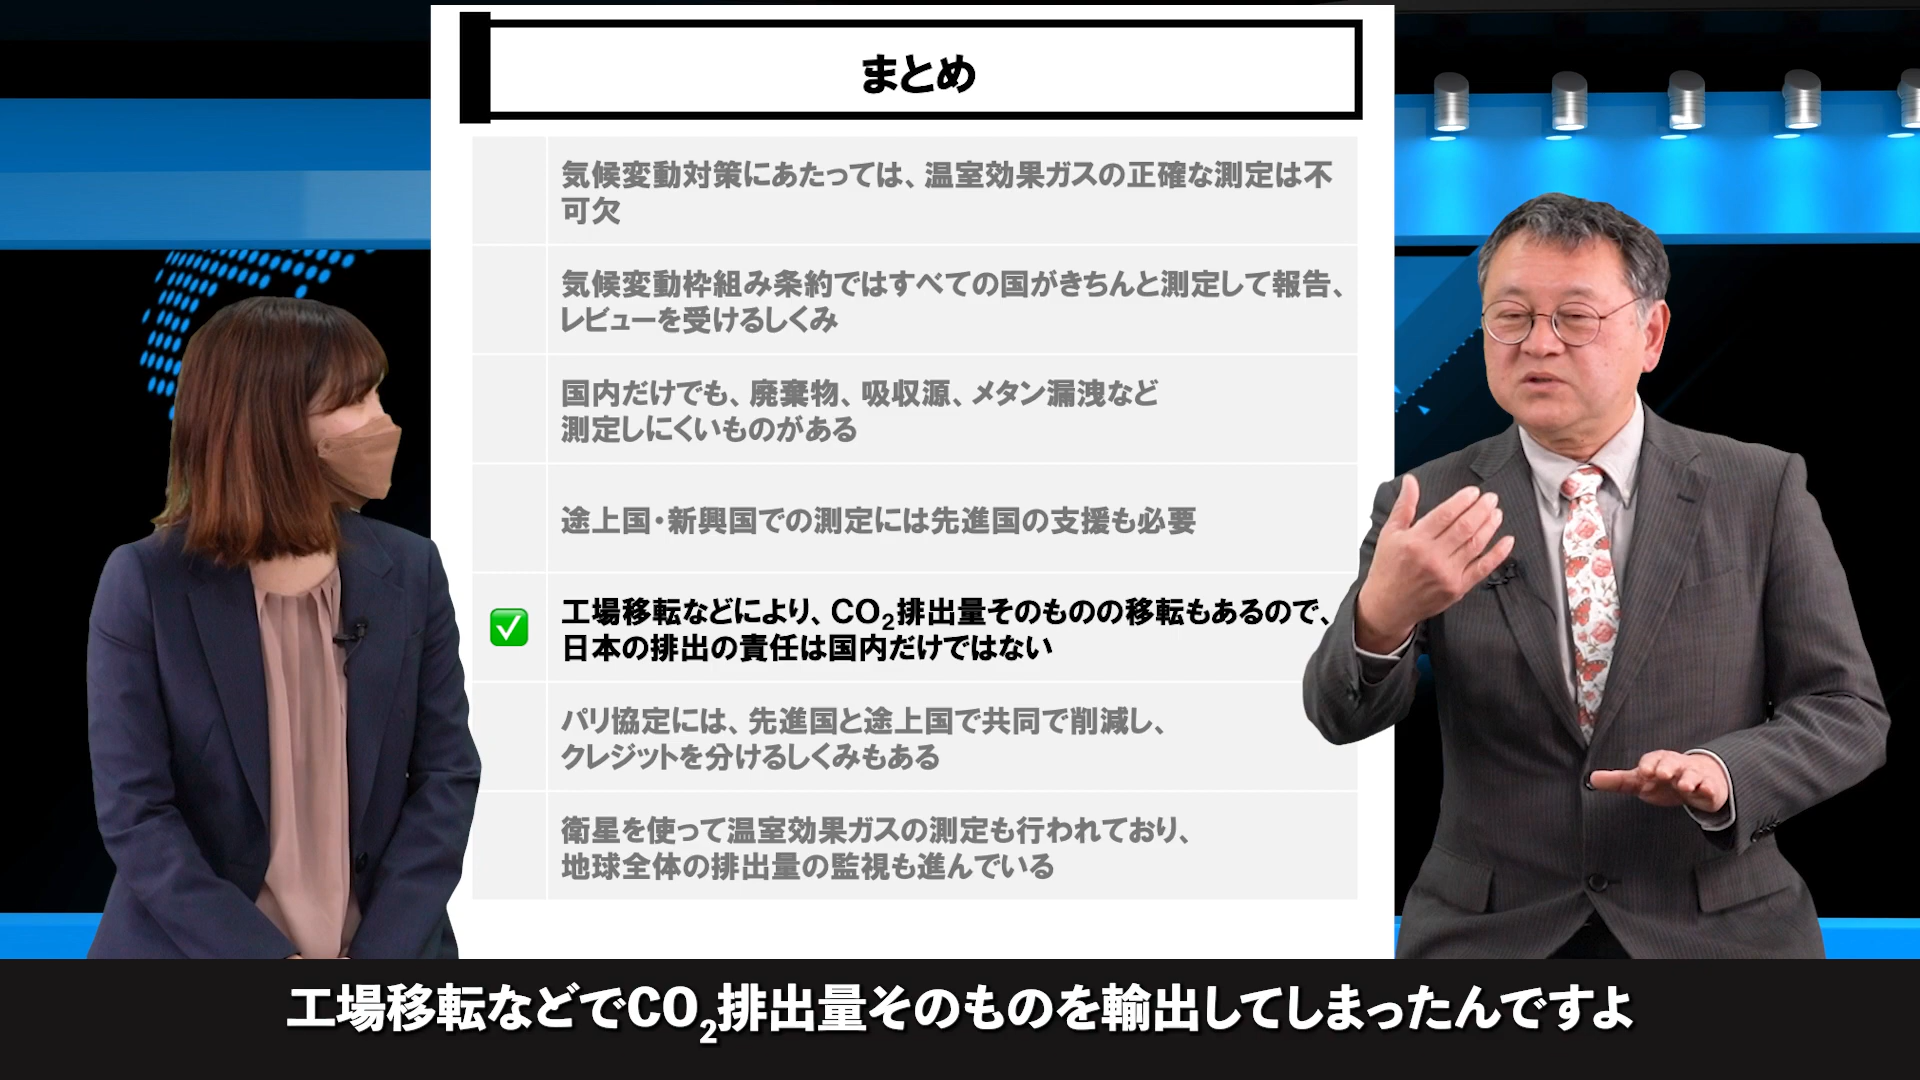 まとめ
気候変動対策にあたっては、温室効果ガスの正確な測定は不
可欠
気候変動枠組み条約ではすべての国がきちんと測定して報告、
レビューを受けるしくみ
国内だけでも、廃棄物、吸収源、メタン漏洩など
測定しにくいものがある
途上国・新興国での測定には先進国の支援も必要
工場移転などにより、CO₂排出量そのものの移転もあるので、
日本の排出の責任は国内だけではない
パリ協定には、先進国と途上国で共同で削減し、
クレジットを分けるしくみもある
衛星を使って温室効果ガスの測定も行われており、
地球全体の排出量の監視も進んでいる
工場移転などでCO₂排出量そのものを輸出してしまったんですよ